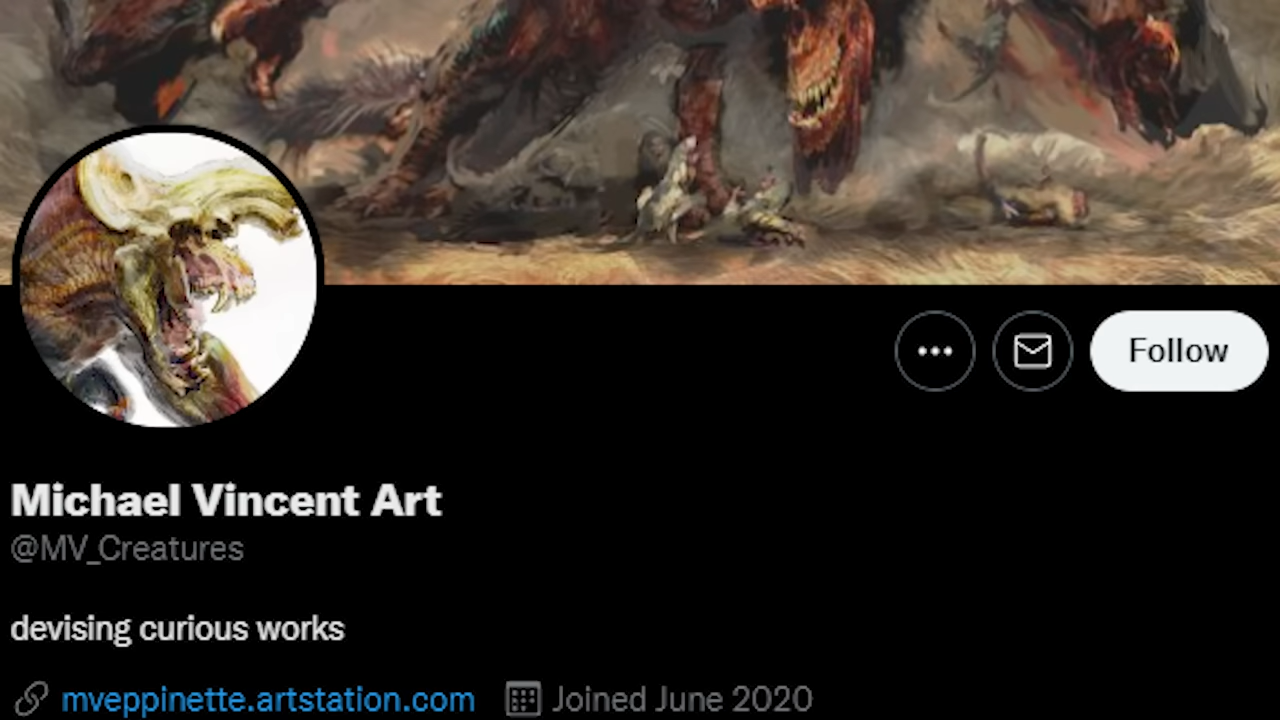 Follow
Michael Vincent Art
@MV_Creatures
devising curious works
mveppinette.artstation.com Joined June 2020